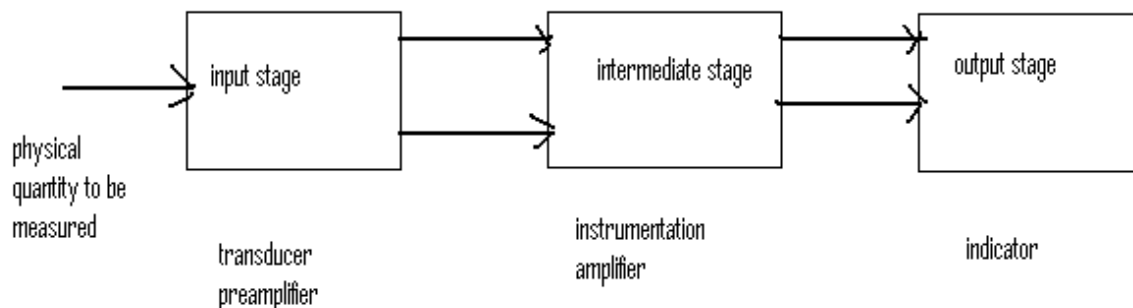 input stage
intermediate stage
output stage
physical
quantity to be
measured
transducer
preamplifier
instrumentation
amplifier
indicator